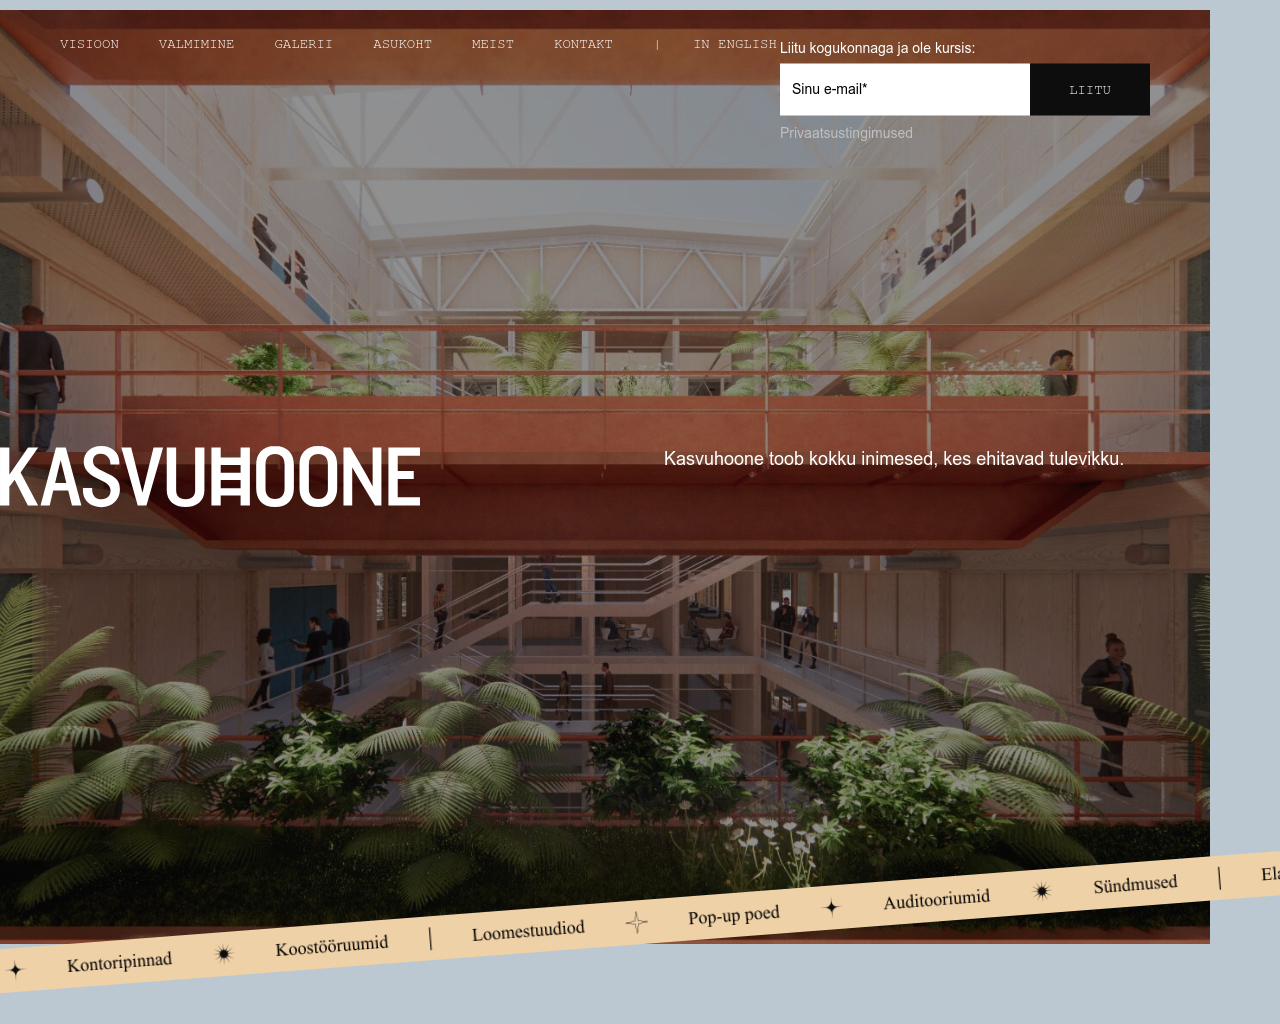 VISIOON VALMIMINE GALERII ASUKOHT MEIST KONTAKT | IN ENGLISH
Liitu kogukonnaga ja ole kursis:
Sinu e-mail* LIITU
Privaatsustingimused
KASVUHOONE
Kasvuhoone toob kokku inimesed, kes ehitavad tulevikku.
Kontoripinnad Koostööruumid | Loomestuudiod Pop-up poed Auditooriumid Sündmused |